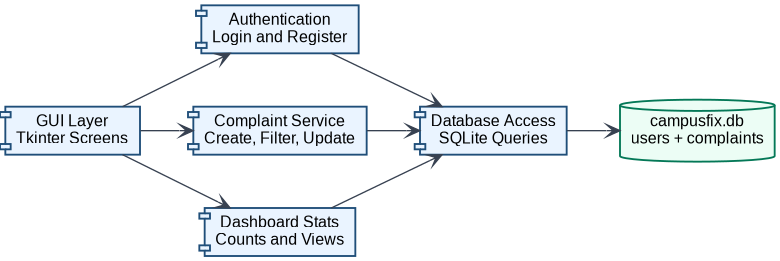 Authentication
Login and Register
GUI Layer
Tkinter Screens
Complaint Service
Create, Filter, Update
Database Access
SQLite Queries
campusfix.db
users + complaints
Dashboard Stats
Counts and Views